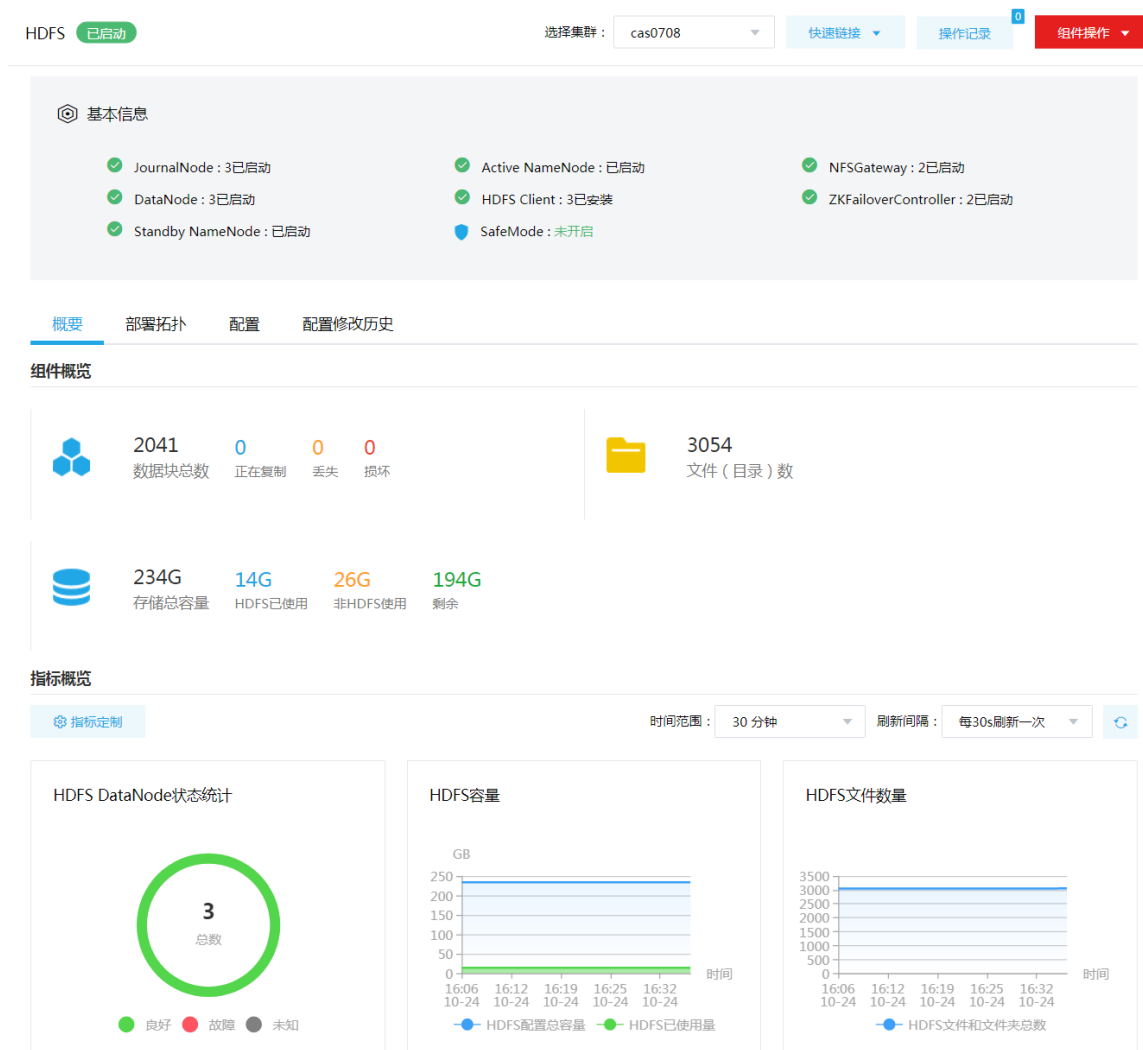 HDFS 已启动 选择集群： cas0708 快速链接 操作记录 0 组件操作
基本信息
JournalNode : 3已启动 Active NameNode : 已启动 NFSGateway : 2已启动
DataNode : 3已启动 HDFS Client : 3已安装 ZKFailoverController : 2已启动
Standby NameNode : 已启动 SafeMode : 未开启
概要 部署拓扑 配置 配置修改历史
组件概览
2041 0 0 0 3054
数据块总数 正在复制 丢失 损坏 文件（目录）数
234G 14G 26G 194G
存储总容量 HDFS已使用 非HDFS使用 剩余
指标概览
指标定制 时间范围： 30 分钟 刷新间隔： 每30s刷新一次
HDFS DataNode状态统计
3
总数
良好 故障 未知
HDFS容量
GB
250
200
150
100
50
0
时间
16:06 16:12 16:19 16:25 16:32
10-24 10-24 10-24 10-24 10-24
HDFS配置总容量 HDFS已使用量
HDFS文件数量
3500
3000
2500
2000
1500
1000
500
0
时间
16:06 16:12 16:19 16:25 16:32
10-24 10-24 10-24 10-24 10-24
HDFS文件和文件夹总数